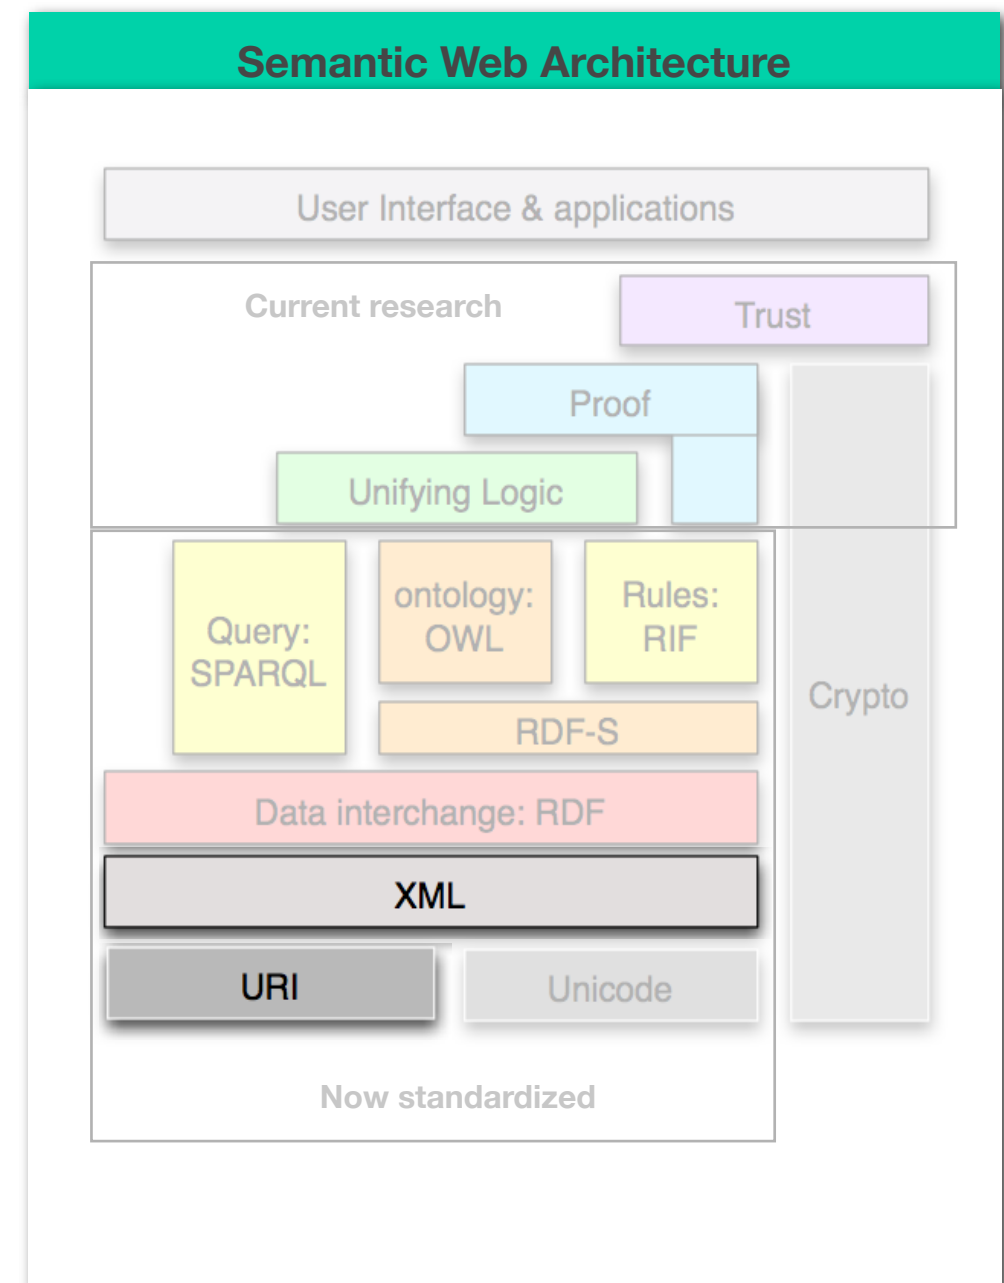 Semantic Web Architecture
User Interface & applications
Current research
Trust
Proof
Unifying Logic
Query:
SPARQL
ontology:
OWL
Rules:
RIF
Crypto
RDF-S
Data interchange: RDF
XML
URI
Unicode
Now standardized